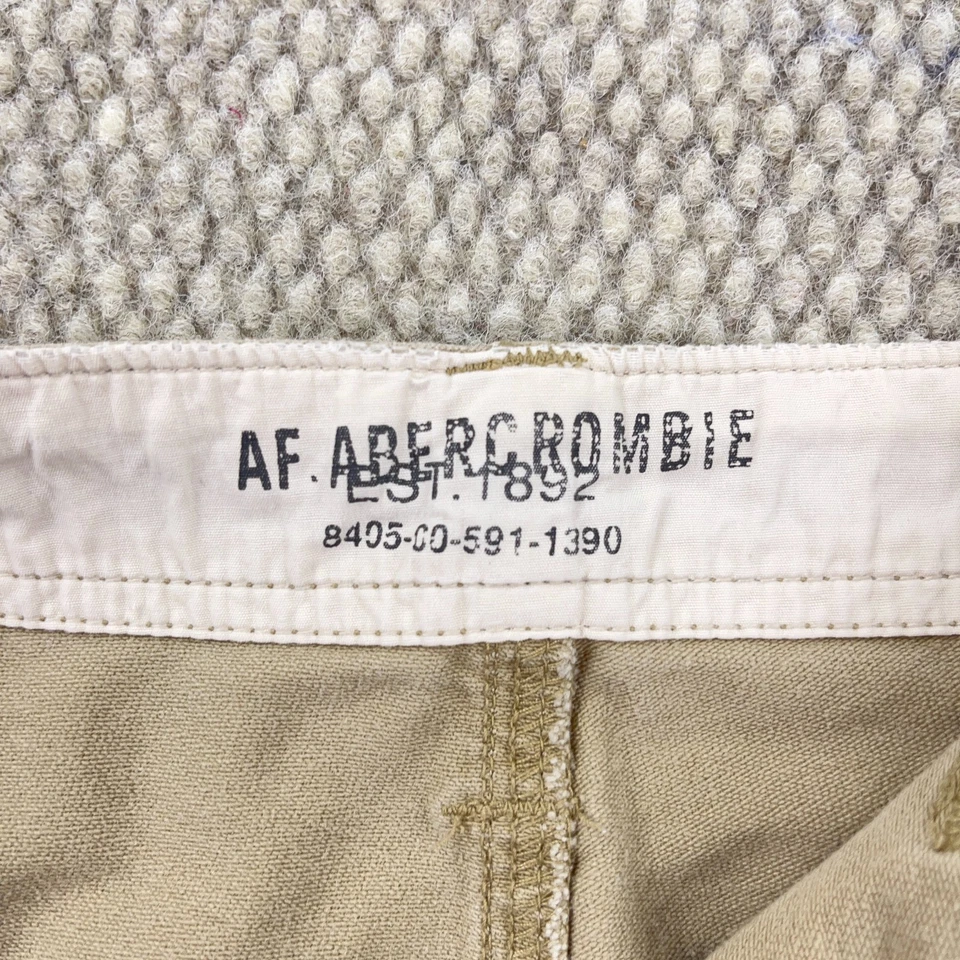 AF. ABERCROMBIE
EST. 1892
8405-00-591-1390